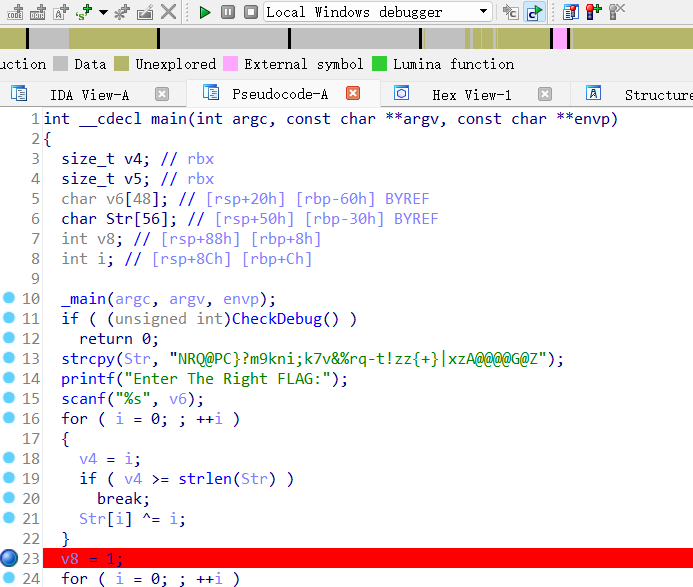 Local Windows debugger
uction Data Unexplored External symbol Lumina function
IDA View-A Pseudocode-A Hex View-1 Structure
1 int __cdecl main(int argc, const char **argv, const char **envp)
2 {
3 size_t v4; // rbx
4 size_t v5; // rbx
5 char v6[48]; // [rsp+20h] [rbp-60h] BYREF
6 char Str[56]; // [rsp+50h] [rbp-30h] BYREF
7 int v8; // [rsp+88h] [rbp+8h]
8 int i; // [rsp+8Ch] [rbp+Ch]
9
10 _main(argc, argv, envp);
11 if ( (unsigned int)CheckDebug() )
12 return 0;
13 strcpy(Str, "NRQ@PC}?m9kni;k7v&%rq-t!zz{+}|xzA@@@@G@Z");
14 printf("Enter The Right FLAG:");
15 scanf("%s", v6);
16 for ( i = 0; ; ++i )
17 {
18 v4 = i;
19 if ( v4 >= strlen(Str) )
20 break;
21 Str[i] ^= i;
22 }
23 v8 = 1;
24 for ( i = 0; ; ++i )